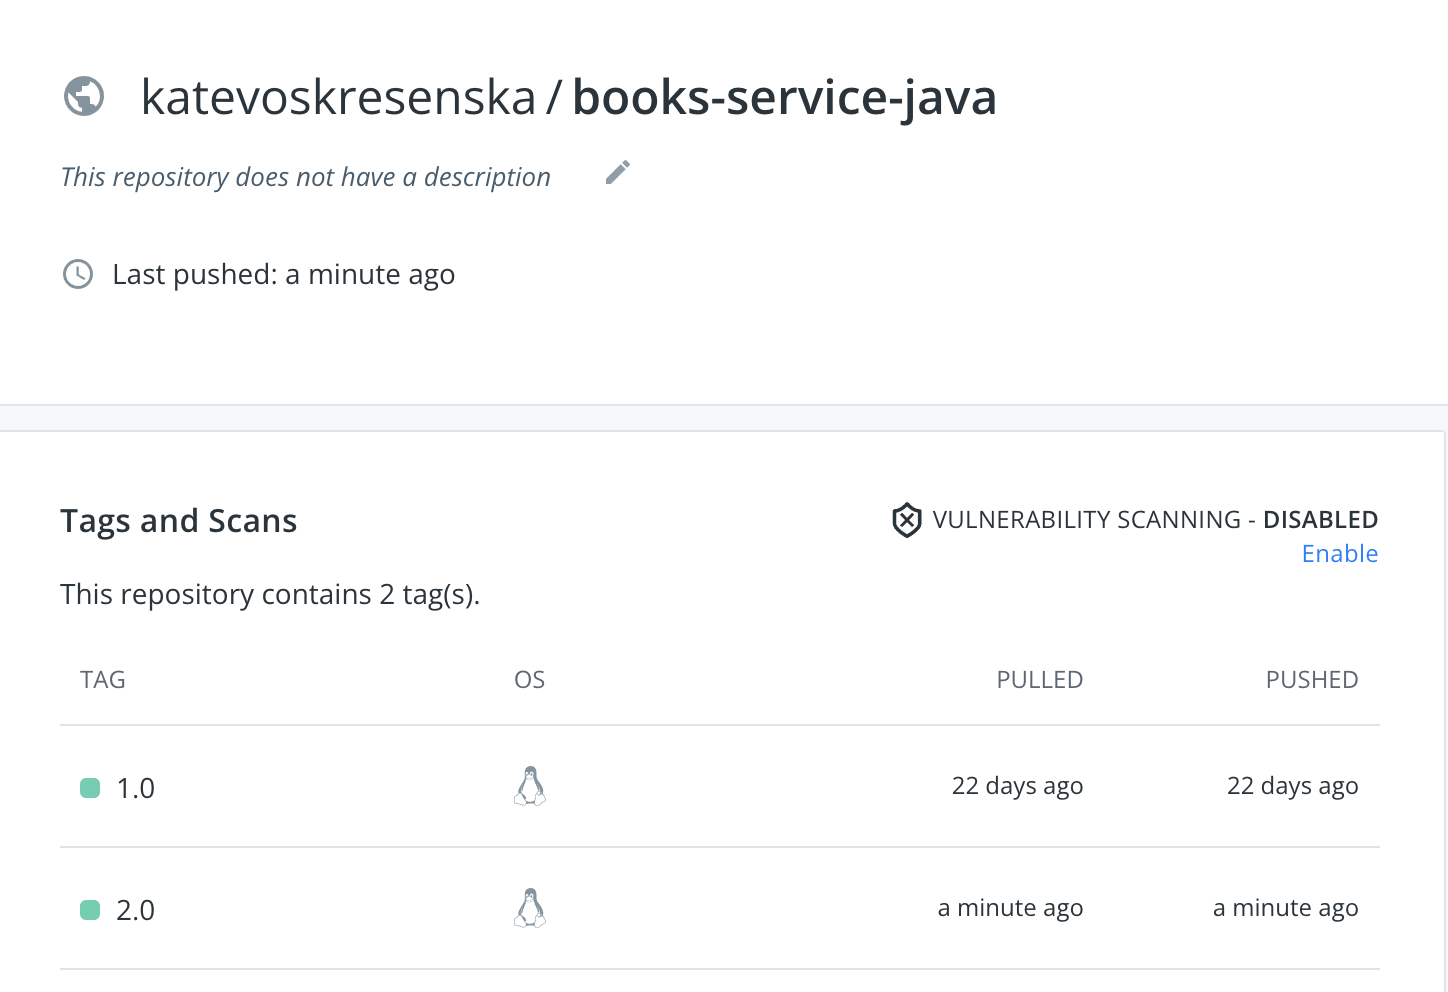 katevoskresenska / books-service-java
This repository does not have a description
Last pushed: a minute ago
Tags and Scans
VULNERABILITY SCANNING - DISABLED
Enable
This repository contains 2 tag(s).
TAG OS PULLED PUSHED
1.0 22 days ago 22 days ago
2.0 a minute ago a minute ago